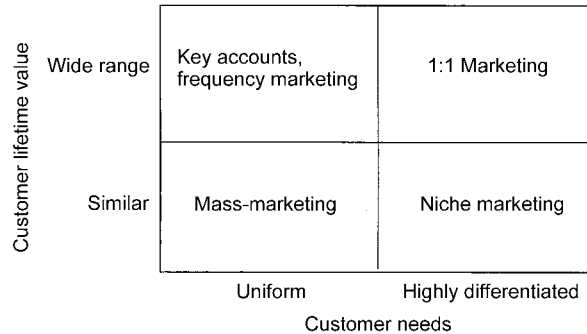 Customer lifetime value
Wide range
Key accounts,
frequency marketing
1:1 Marketing
Similar
Mass-marketing
Niche marketing
Uniform
Highly differentiated
Customer needs